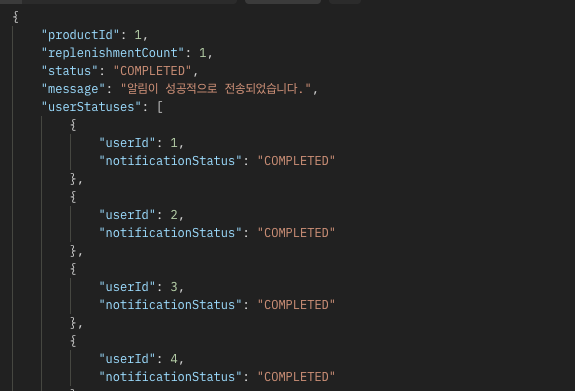 {
"productId": 1,
"replenishmentCount": 1,
"status": "COMPLETED",
"message": "알림이 성공적으로 전송되었습니다.",
"userStatuses": [
{
"userId": 1,
"notificationStatus": "COMPLETED"
},
{
"userId": 2,
"notificationStatus": "COMPLETED"
},
{
"userId": 3,
"notificationStatus": "COMPLETED"
},
{
"userId": 4,
"notificationStatus": "COMPLETED"